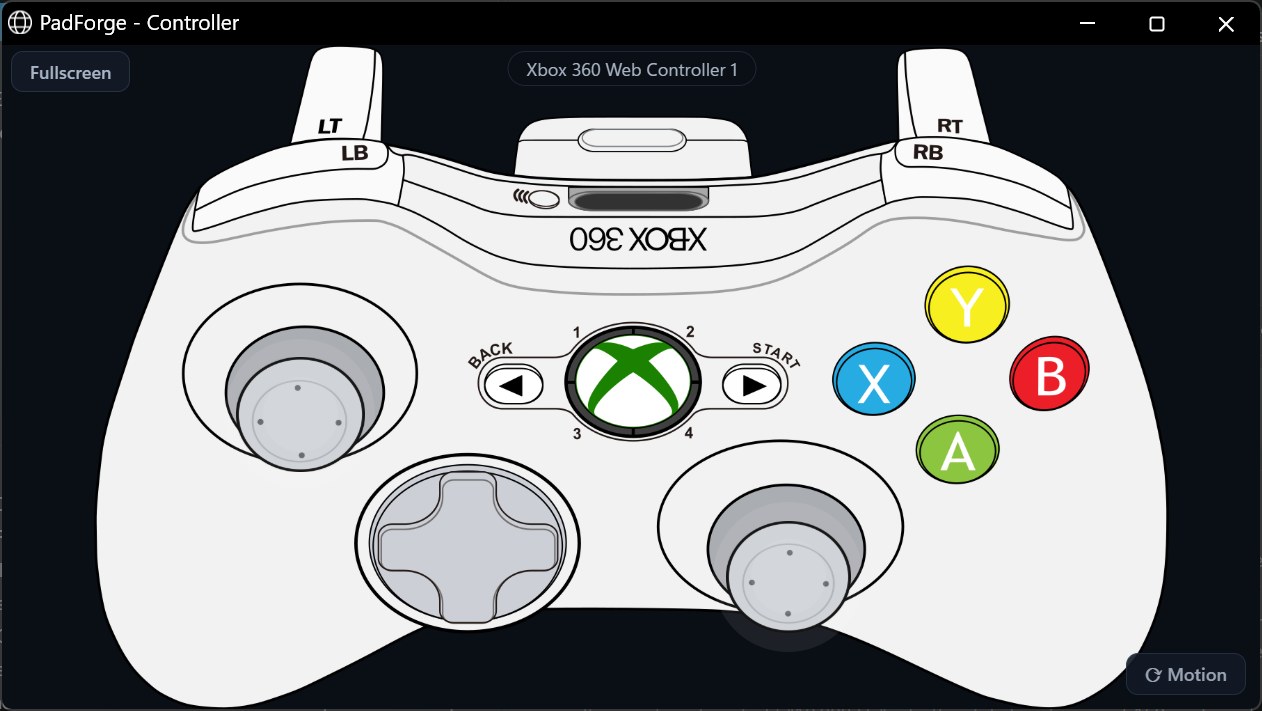 PadForge - Controller
Fullscreen
Xbox 360 Web Controller 1
LT
RT
LB
RB
XBOX 360
Y
1
2
BACK
START
X
B
3
4
A
Motion